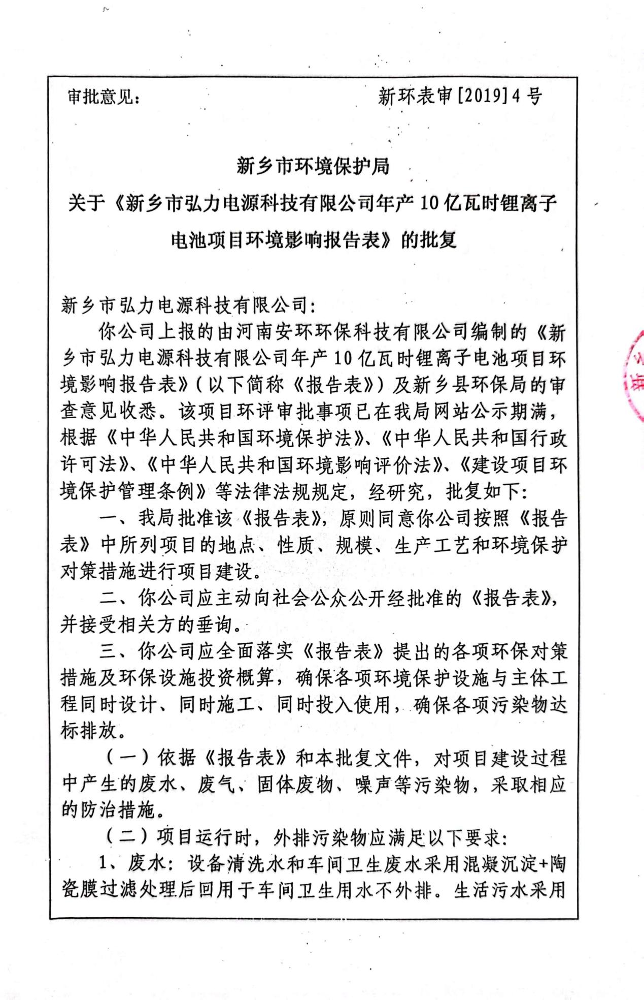 审批意见：
新环表审[2019]4号
新乡市环境保护局
关于《新乡市弘力电源科技有限公司年产10亿瓦时锂离子
电池项目环境影响报告表》的批复
新乡市弘力电源科技有限公司：
你公司上报的由河南安环环保科技有限公司编制的《新
乡市弘力电源科技有限公司年产10亿瓦时锂离子电池项目环
境影响报告表》（以下简称《报告表》）及新乡县环保局的审
查意见收悉。该项目环评审批事项已在我局网站公示期满，
根据《中华人民共和国环境保护法》、《中华人民共和国行政
许可法》、《中华人民共和国环境影响评价法》、《建设项目环
境保护管理条例》等法律法规规定，经研究，批复如下：
一、我局批准该《报告表》，原则同意你公司按照《报告
表》中所列项目的地点、性质、规模、生产工艺和环境保护
对策措施进行项目建设。
二、你公司应主动向社会公众公开经批准的《报告表》，
并接受相关方的垂询。
三、你公司应全面落实《报告表》提出的各项环保对策
措施及环保设施投资概算，确保各项环境保护设施与主体工
程同时设计、同时施工、同时投入使用，确保各项污染物达
标排放。
（一）依据《报告表》和本批复文件，对项目建设过程
中产生的废水、废气、固体废物、噪声等污染物，采取相应
的防治措施。
（二）项目运行时，外排污染物应满足以下要求：
1、废水：设备清洗水和车间卫生废水采用混凝沉淀+陶
瓷膜过滤处理后回用于车间卫生用水不外排。生活污水采用